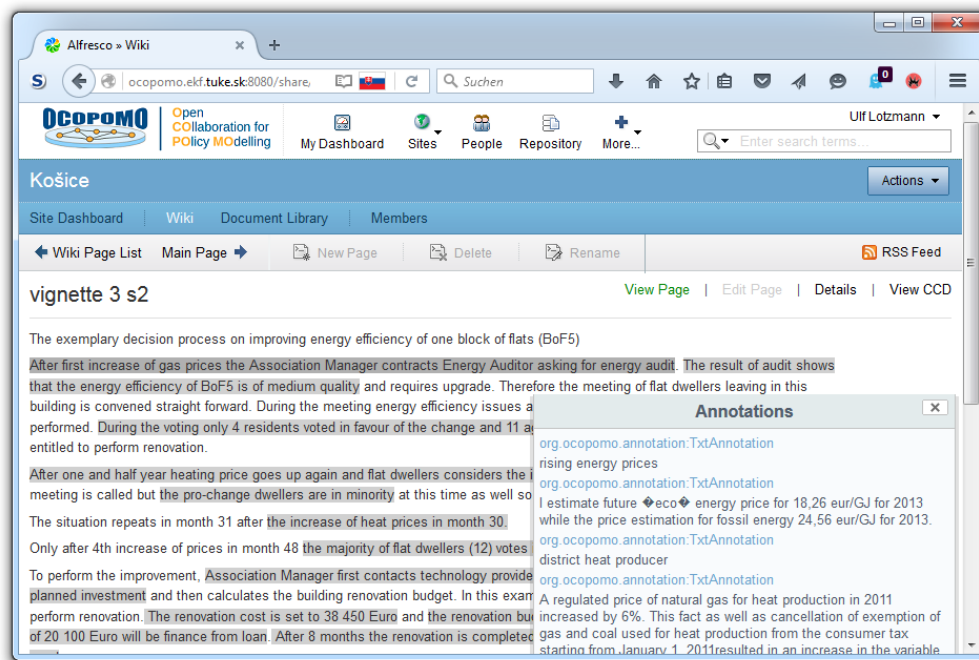 Alfresco » Wiki
ocopomo.ekf.tuke.sk:8080/share/
Suchen
0
OCOPOMO
Open
COllaboration for
POlicy MOdelling
My Dashboard
Sites
People
Repository
More...
Ulf Lotzmann
Enter search terms...
Košice
Actions
Site Dashboard
Wiki
Document Library
Members
Wiki Page List
Main Page
New Page
Delete
Rename
RSS Feed
vignette 3 s2
View Page | Edit Page | Details | View CCD
The exemplary decision process on improving energy efficiency of one block of flats (BoF5)
After first increase of gas prices the Association Manager contracts Energy Auditor asking for energy audit. The result of audit shows
that the energy efficiency of BoF5 is of medium quality and requires upgrade. Therefore the meeting of flat dwellers leaving in this
building is convened straight forward. During the meeting energy efficiency issues a
performed. During the voting only 4 residents voted in favour of the change and 11 a
entitled to perform renovation.
After one and half year heating price goes up again and flat dwellers considers the i
meeting is called but the pro-change dwellers are in minority at this time as well so
The situation repeats in month 31 after the increase of heat prices in month 30.
Only after 4th increase of prices in month 48 the majority of flat dwellers (12) votes
To perform the improvement, Association Manager first contacts technology provide
planned investment and then calculates the building renovation budget. In this exam
perform renovation. The renovation cost is set to 38 450 Euro and the renovation bu
of 20 100 Euro will be finance from loan. After 8 months the renovation is completed
Annotations
org.ocopomo.annotation:TxtAnnotation
rising energy prices
org.ocopomo.annotation:TxtAnnotation
I estimate future �eco� energy price for 18,26 eur/GJ for 2013
while the price estimation for fossil energy 24,56 eur/GJ for 2013.
org.ocopomo.annotation:TxtAnnotation
district heat producer
org.ocopomo.annotation:TxtAnnotation
A regulated price of natural gas for heat production in 2011
increased by 6%. This fact as well as cancellation of exemption of
gas and coal used for heat production from the consumer tax
starting from January 1, 2011resulted in an increase in the variable